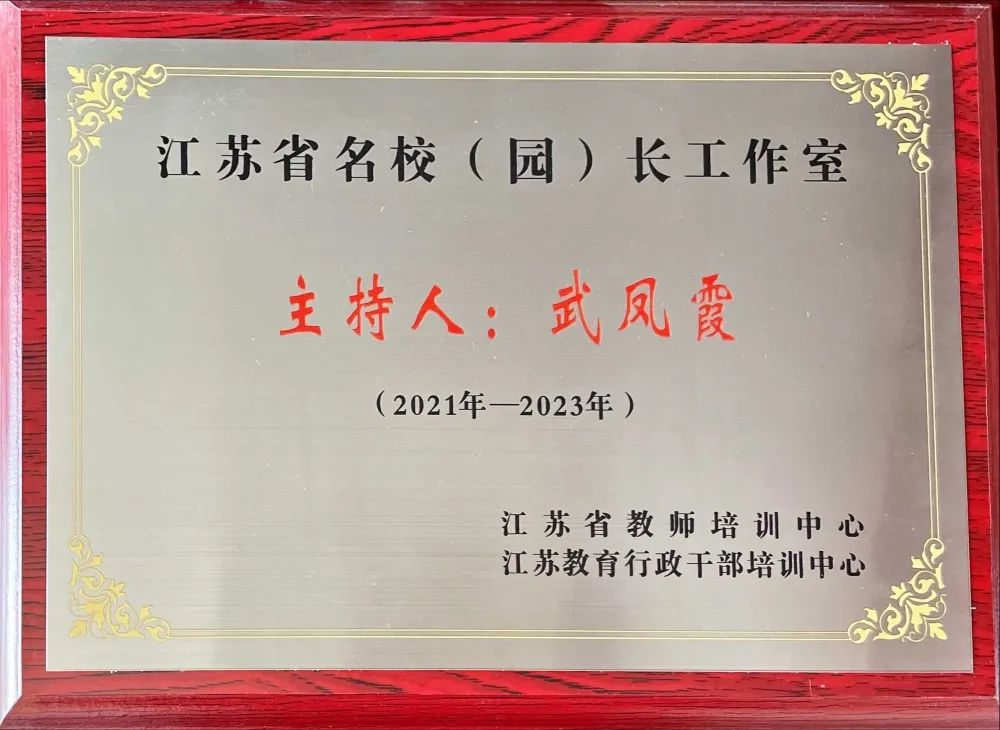 江苏省名校（园）长工作室
主持人：武凤霞
（2021年—2023年）
江苏省教师培训中心
江苏教育行政干部培训中心